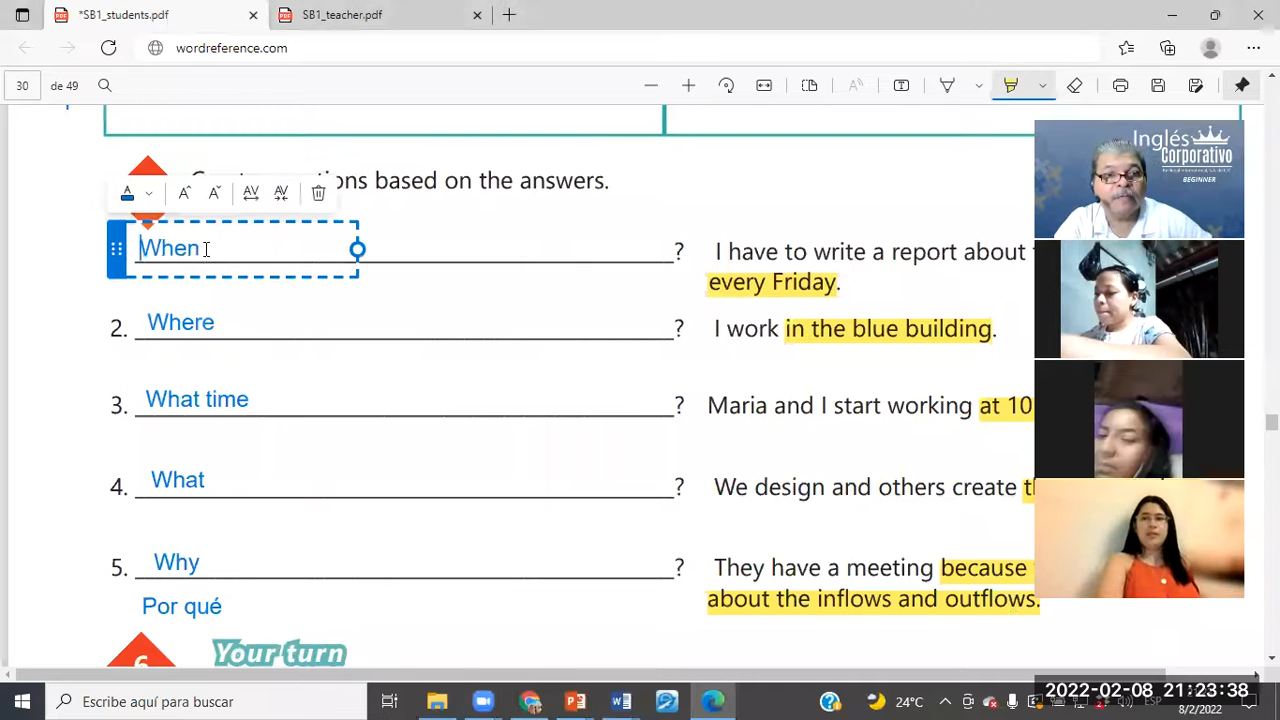 *SB1_students.pdf
SB1_teacher.pdf
wordreference.com
30 de 49
Create questions based on the answers.
When ? I have to write a report about
every Friday.
2. Where ? I work in the blue building.
3. What time ? Maria and I start working at 10
4. What ? We design and others create
5. Why ? They have a meeting because
Por qué about the inflows and outflows.
6 Your turn
Inglés
Corporativo
BEGINNER
Escribe aquí para buscar
24°C
ESP
2022-02-08 21:23:38
8/2/2022